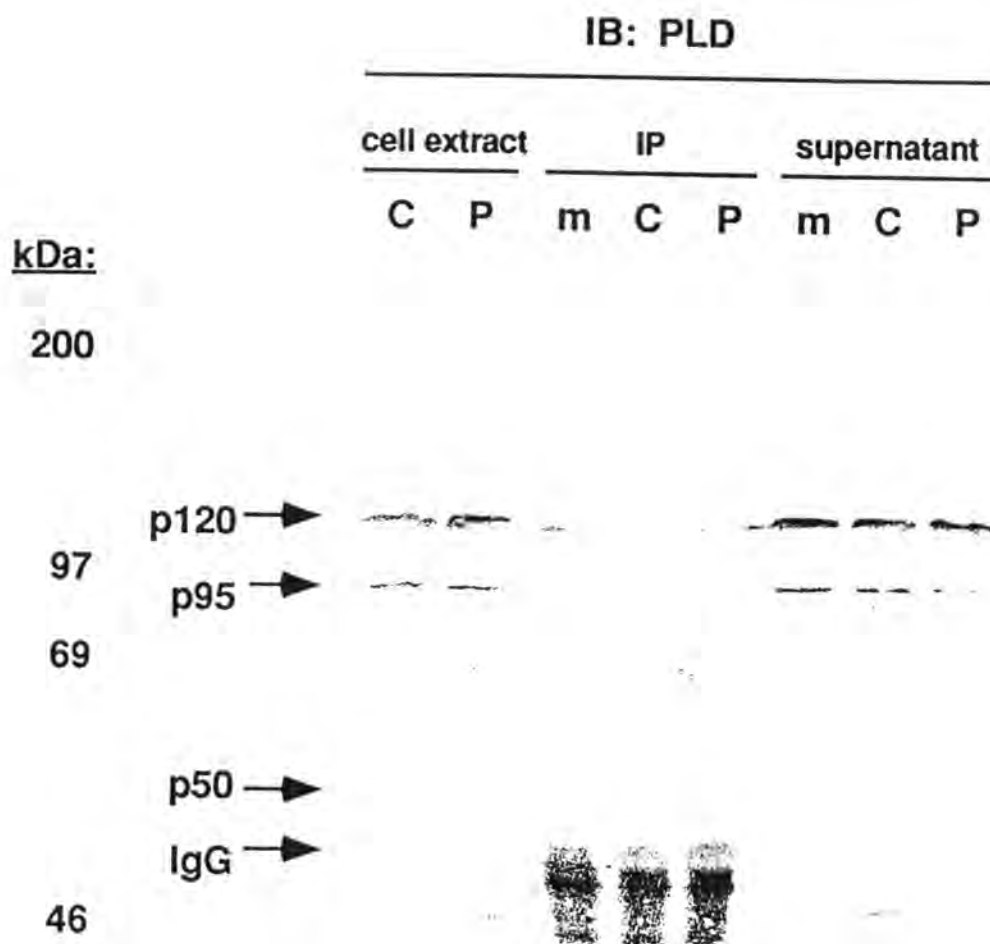 IB: PLD
cell extract IP supernatant
C P m C P m C P
kDa:
200
p120
97
p95
69
p50
IgG
46